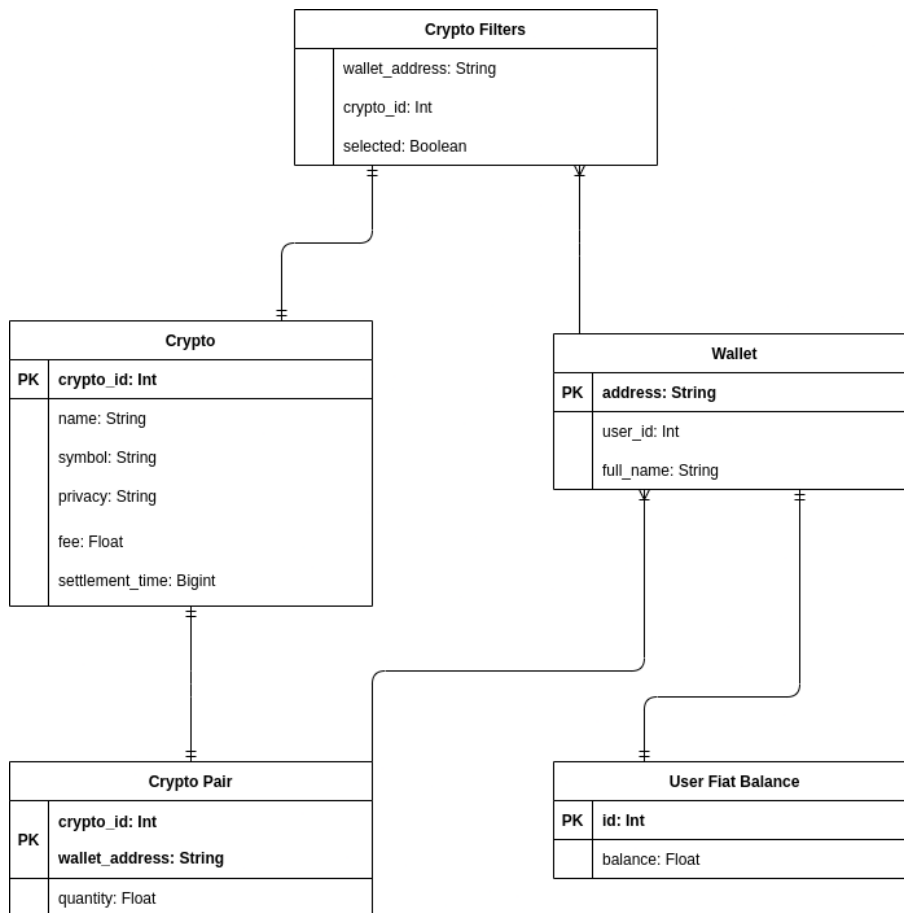 Crypto Filters
wallet_address: String
crypto_id: Int
selected: Boolean
Crypto
PK crypto_id: Int
name: String
symbol: String
privacy: String
fee: Float
settlement_time: Bigint
Wallet
PK address: String
user_id: Int
full_name: String
Crypto Pair
PK
crypto_id: Int
wallet_address: String
quantity: Float
User Fiat Balance
PK id: Int
balance: Float